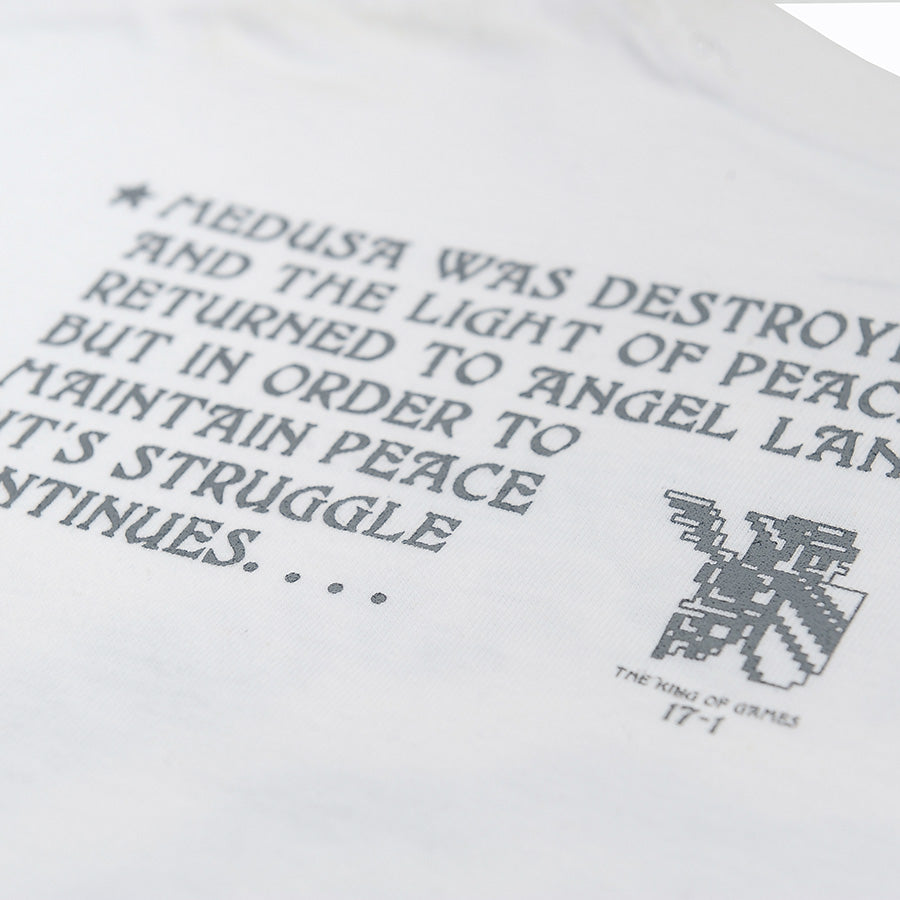 ★ MEDUSA WAS DESTROY
AND THE LIGHT OF PEAC
RETURNED TO ANGEL LAN
BUT IN ORDER TO
MAINTAIN PEACE
IT'S STRUGGLE
NTINUES. . . .
THE KING OF GAMES
17-1